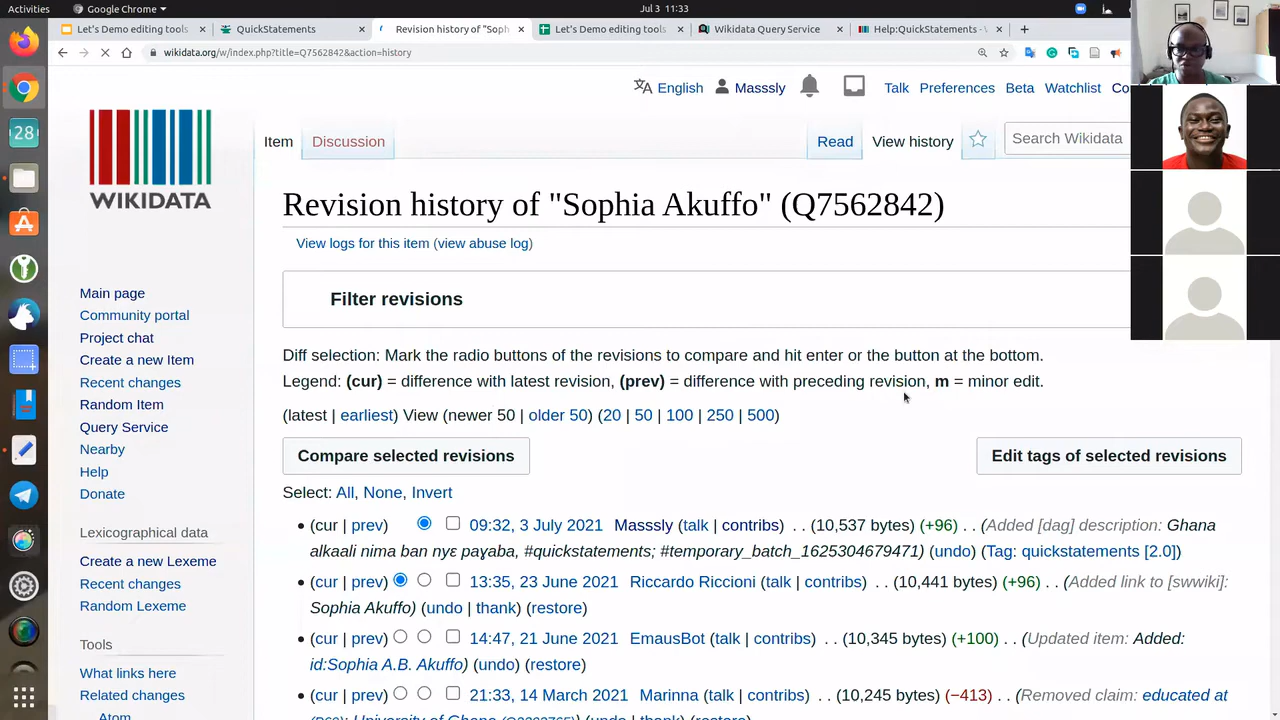 Activities Google Chrome Jul 3 11:33
Let's Demo editing tools QuickStatements Revision history of "Soph Let's Demo editing tools Wikidata Query Service Help:QuickStatements -
wikidata.org/w/index.php?title=Q7562842&action=history
English Masssly Talk Preferences Beta Watchlist Co
28
WIKIDATA
Item Discussion Read View history Search Wikidata
Revision history of "Sophia Akuffo" (Q7562842)
View logs for this item (view abuse log)
Filter revisions
Main page
Community portal
Project chat
Create a new Item
Recent changes
Random Item
Query Service
Nearby
Help
Donate
Lexicographical data
Create a new Lexeme
Recent changes
Random Lexeme
Tools
What links here
Related changes
Atom
Diff selection: Mark the radio buttons of the revisions to compare and hit enter or the button at the bottom.
Legend: (cur) = difference with latest revision, (prev) = difference with preceding revision, m = minor edit.
(latest | earliest) View (newer 50 | older 50) (20 | 50 | 100 | 250 | 500)
Compare selected revisions Edit tags of selected revisions
Select: All, None, Invert
(cur | prev) 09:32, 3 July 2021 Masssly (talk | contribs) . . (10,537 bytes) (+96) . . (Added [dag] description: Ghana
alkaali nima ban nyɛ paɣaba, #quickstatements; #temporary_batch_1625304679471) (undo) (Tag: quickstatements [2.0])
(cur | prev) 13:35, 23 June 2021 Riccardo Riccioni (talk | contribs) . . (10,441 bytes) (+96) . . (Added link to [swwiki]:
Sophia Akuffo) (undo | thank) (restore)
(cur | prev) 14:47, 21 June 2021 EmausBot (talk | contribs) . . (10,345 bytes) (+100) . . (Updated item: Added:
id:Sophia A.B. Akuffo) (undo) (restore)
(cur | prev) 21:33, 14 March 2021 Marinna (talk | contribs) . . (10,245 bytes) (−413) . . (Removed claim: educated at
(P69): University of Ghana (Q2362765)) (undo | thank) (restore)